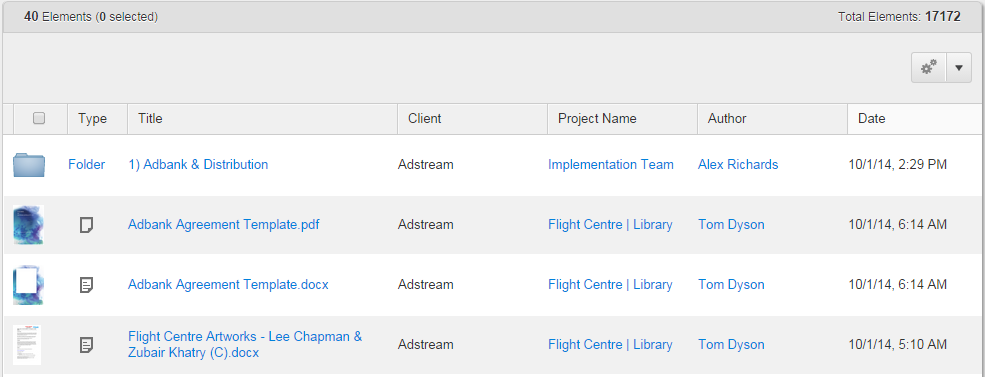 40 Elements (0 selected) Total Elements: 17172
Type Title Client Project Name Author Date
Folder 1) Adbank & Distribution Adstream Implementation Team Alex Richards 10/1/14, 2:29 PM
Adbank Agreement Template.pdf Adstream Flight Centre | Library Tom Dyson 10/1/14, 6:14 AM
Adbank Agreement Template.docx Adstream Flight Centre | Library Tom Dyson 10/1/14, 6:14 AM
Flight Centre Artworks - Lee Chapman &
Zubair Khatry (C).docx Adstream Flight Centre | Library Tom Dyson 10/1/14, 5:10 AM